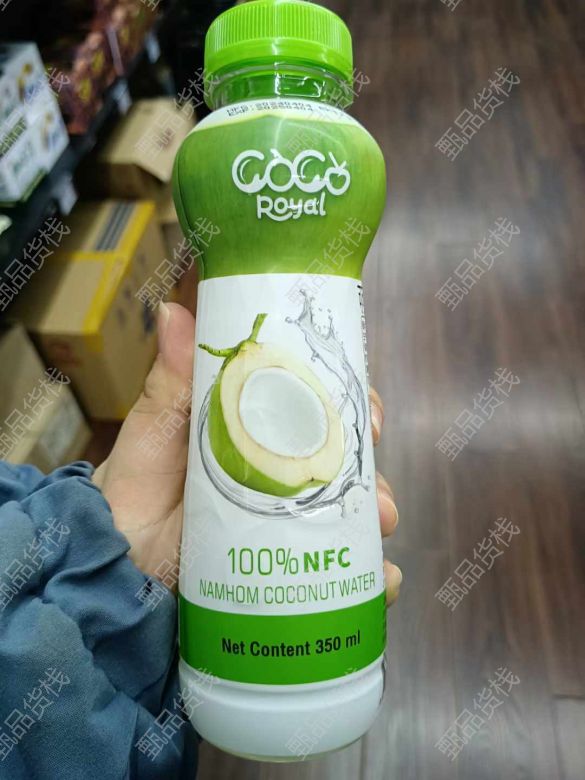 COCO
Royal
100% NFC
NAMHOM COCONUT WATER
Net Content 350 ml
甄品货栈